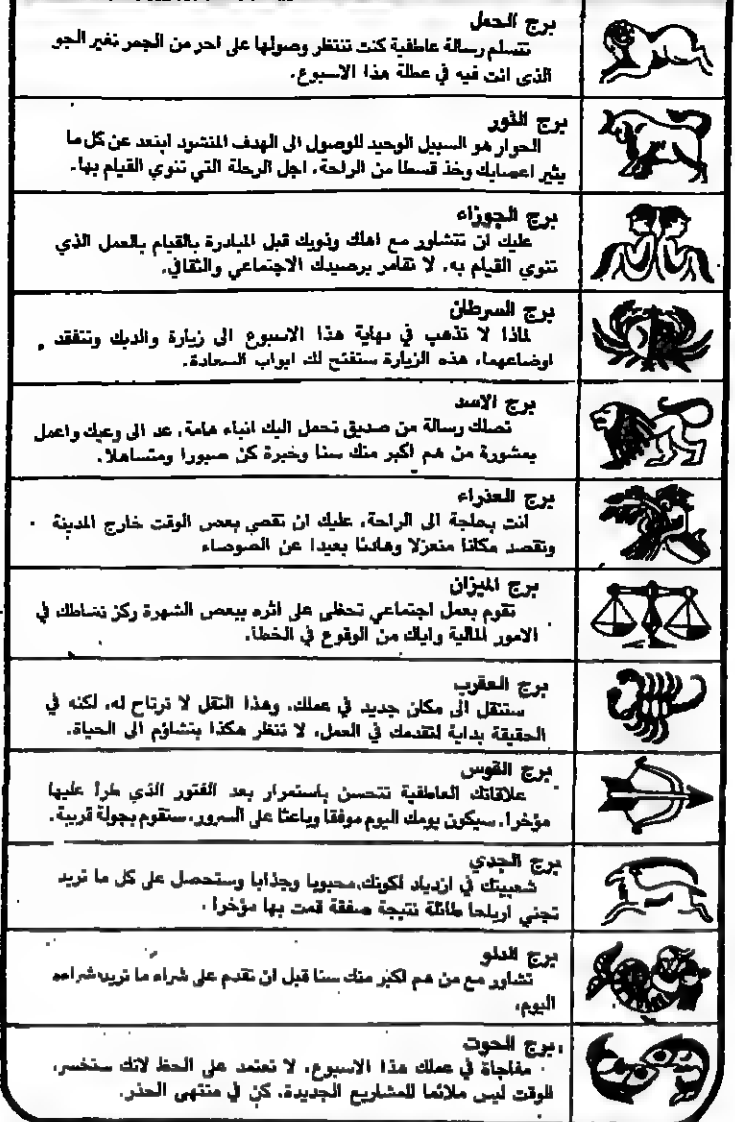 برج الحمل
تتسلم رسالة عاطفية كنت تنتظر وصولها على احر من الجمر تغير الجو
الذي انت فيه في عطلة هذا الاسبوع.
برج الثور
الحوار هو السبيل الوحيد للوصول الى الهدف المنشود ابتعد عن كل ما
يثير اعصابك وخذ قسطا من الراحة، اجل الرحلة التي تنوي القيام بها.
برج الجوزاء
عليك ان تتشاور مع اهلك وذويك قبل المبادرة بالقيام بالعمل الذي
تنوي القيام به، لا تقامر برصيدك الاجتماعي والثقافي.
برج السرطان
لماذا لا تذهب في نهاية هذا الاسبوع الى زيارة والديك وتتفقد
اوضاعهما، هذه الزيارة ستفتح لك ابواب السعادة.
برج الاسد
تصلك رسالة من صديق تحمل اليك انباء هامة، عد الى وعيك واعمل
بمشورة من هم اكبر منك سنا وخبرة كن صبورا ومتساهلا.
برج العذراء
انت بحاجة الى الراحة، عليك ان تقضي بعض الوقت خارج المدينة
وتقصد مكانا منعزلا وهادئا بعيدا عن الضوضاء
برج الميزان
تقوم بعمل اجتماعي تحظى على اثره ببعض الشهرة ركز نشاطك في
الامور المالية واياك من الوقوع في الخطأ.
برج العقرب
ستنقل الى مكان جديد في عملك، وهذا النقل لا ترتاح له، لكنه في
الحقيقة بداية لتقدمك في العمل، لا تنظر هكذا بتشاؤم الى الحياة.
برج القوس
علاقاتك العاطفية تتحسن باستمرار بعد الفتور الذي طرأ عليها
مؤخرا، سيكون يومك اليوم موفقا وباعثا على السرور، ستقوم بجولة قريبة.
برج الجدي
شعبيتك في ازدياد لكونك محبوبا وجذابا وستحصل على كل ما تريد
تجني ارباحا طائلة نتيجة صفقة قمت بها مؤخرا.
برج الدلو
تشاور مع من هم اكبر منك سنا قبل ان تقدم على شراء ما تريد شراءه
اليوم.
برج الحوت
مفاجاة في عملك هذا الاسبوع، لا تعتمد على الحظ لانك ستخسر،
الوقت ليس ملائما للمشاريع الجديدة، كن في منتهى الحذر.